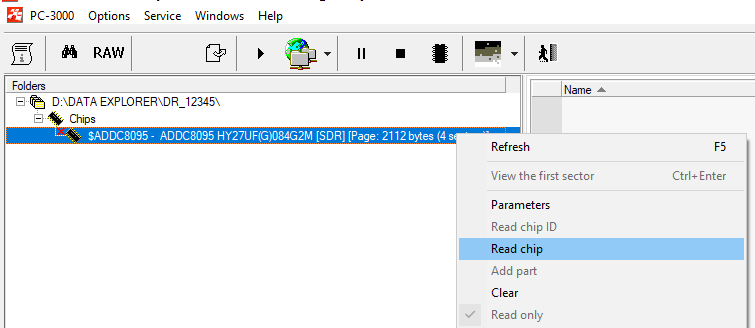 PC-3000 Options Service Windows Help
RAW
Folders
Name
D:\DATA EXPLORER\DR_12345\
Chips
$ADDC8095 - ADDC8095 HY27UF(G)084G2M [SDR] [Page: 2112 bytes (4
Refresh F5
View the first sector Ctrl+Enter
Parameters
Read chip ID
Read chip
Add part
Clear
Read only